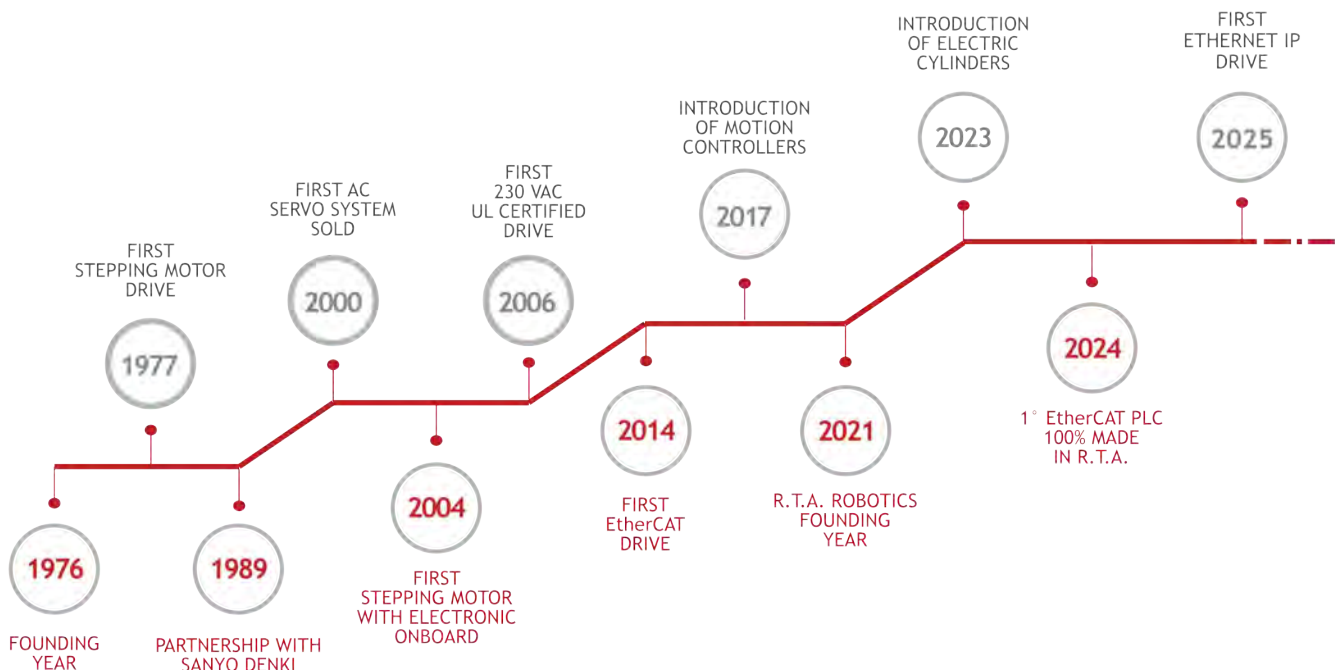 1976
FOUNDING
YEAR
FIRST
STEPPING MOTOR
DRIVE
1977
1989
PARTNERSHIP WITH
SANYO DENKI
FIRST AC
SERVO SYSTEM
SOLD
2000
2004
FIRST
STEPPING MOTOR
WITH ELECTRONIC
ONBOARD
FIRST
230 VAC
UL CERTIFIED
DRIVE
2006
2014
FIRST
EtherCAT
DRIVE
INTRODUCTION
OF MOTION
CONTROLLERS
2017
2021
R.T.A. ROBOTICS
FOUNDING
YEAR
INTRODUCTION
OF ELECTRIC
CYLINDERS
2023
2024
1° EtherCAT PLC
100% MADE
IN R.T.A.
FIRST
ETHERNET IP
DRIVE
2025